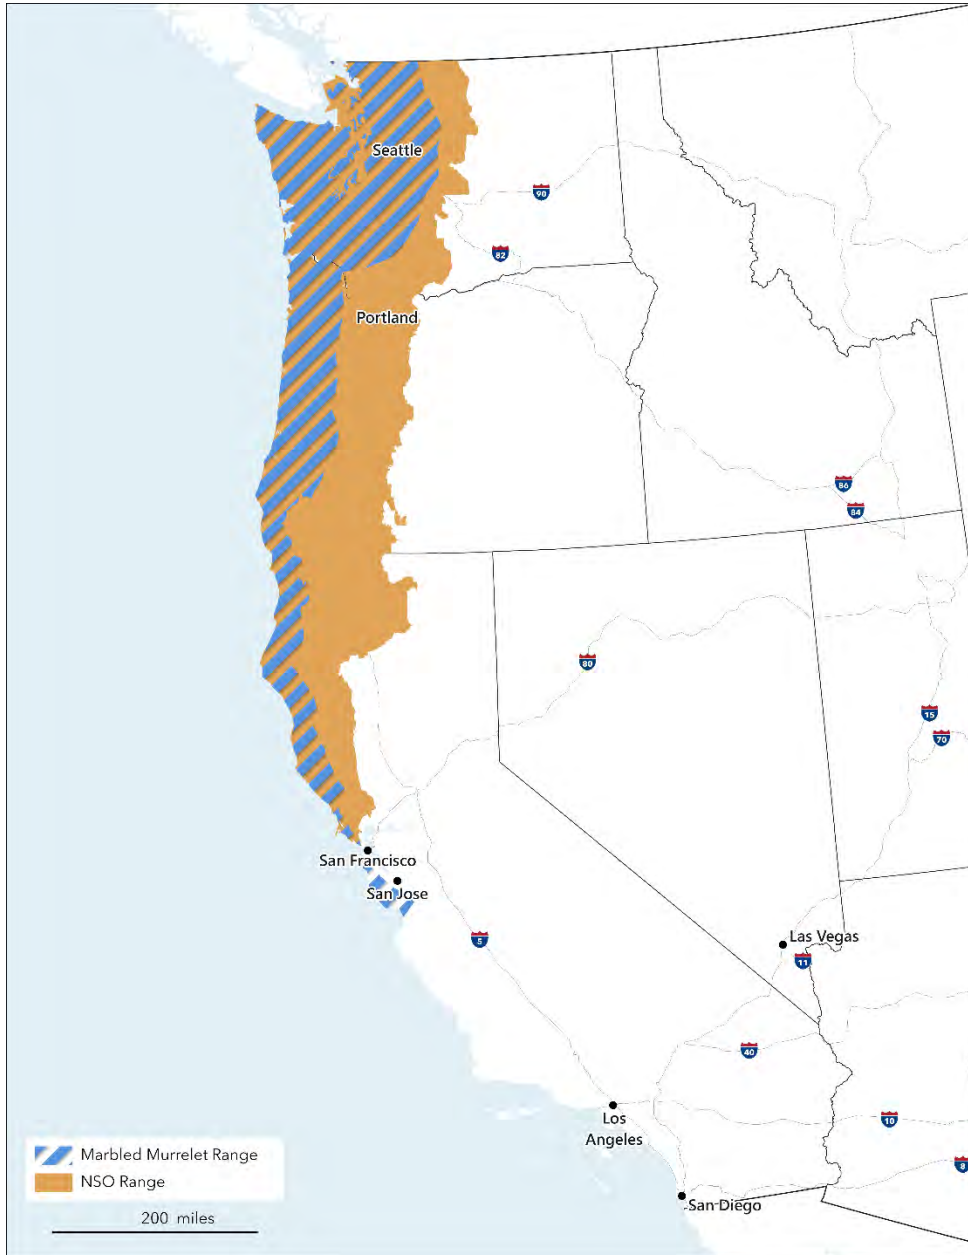 Seattle
90
82
Portland
86
84
80
15
70
San Francisco
San Jose
5
Las Vegas
11
40
Los
Angeles
10
8
San Diego
Marbled Murrelet Range
NSO Range
200 miles